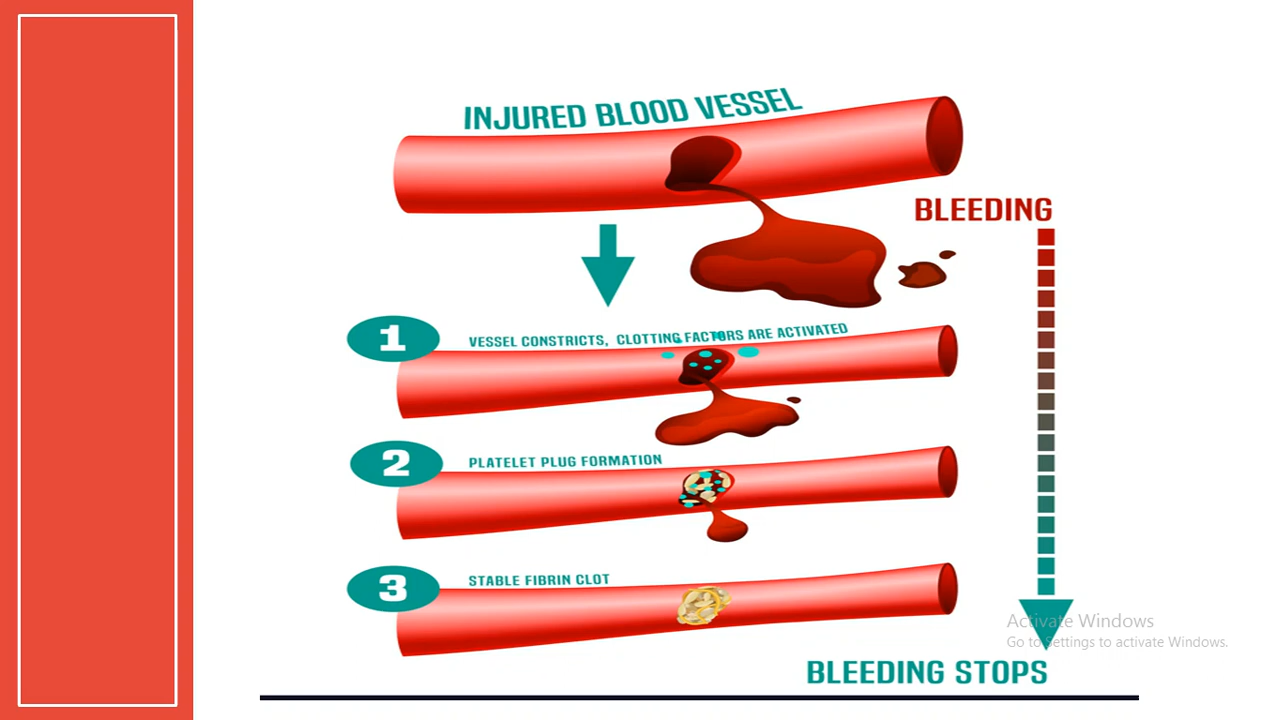 INJURED BLOOD VESSEL
BLEEDING
1
VESSEL CONSTRICTS, CLOTTING FACTORS ARE ACTIVATED
2
PLATELET PLUG FORMATION
3
STABLE FIBRIN CLOT
Activate Windows
Go to Settings to activate Windows.
BLEEDING STOPS